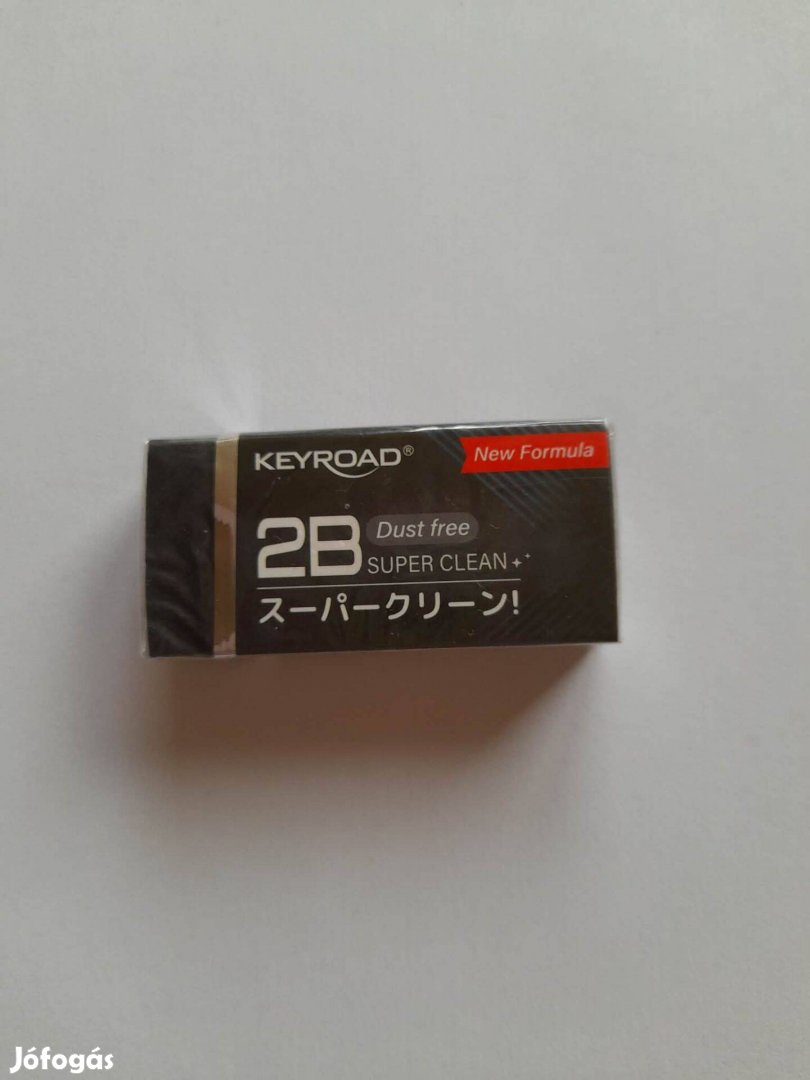 KEYROAD®
New Formula
2B Dust free
SUPER CLEAN
スーパークリーン!
Jófogás